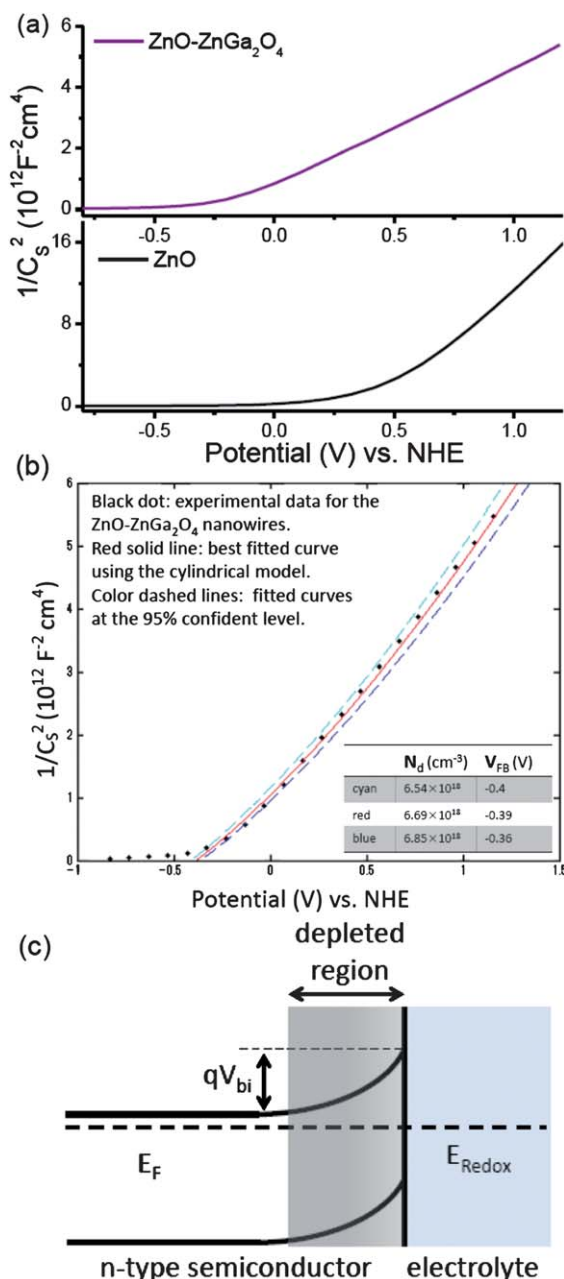 (a)
6
ZnO-ZnGa₂O₄
4
2
0
-0.5 0.0 0.5 1.0
1/Cₛ² (10¹²F⁻²cm⁴)
16
ZnO
8
0
-0.5 0.0 0.5 1.0
Potential (V) vs. NHE
(b)
6
5
4
3
2
1
0
1/Cₛ² (10¹² F⁻² cm⁴)
Black dot: experimental data for the
ZnO-ZnGa₂O₄ nanowires.
Red solid line: best fitted curve
using the cylindrical model.
Color dashed lines: fitted curves
at the 95% confident level.
N_d (cm⁻³) V_FB (V)
cyan 6.54×10¹⁸ -0.4
red 6.69×10¹⁸ -0.39
blue 6.85×10¹⁸ -0.36
-1 -0.5 0 0.5 1 1.5
Potential (V) vs. NHE
(c)
depleted
region
qV_bi
E_F
E_Redox
n-type semiconductor electrolyte